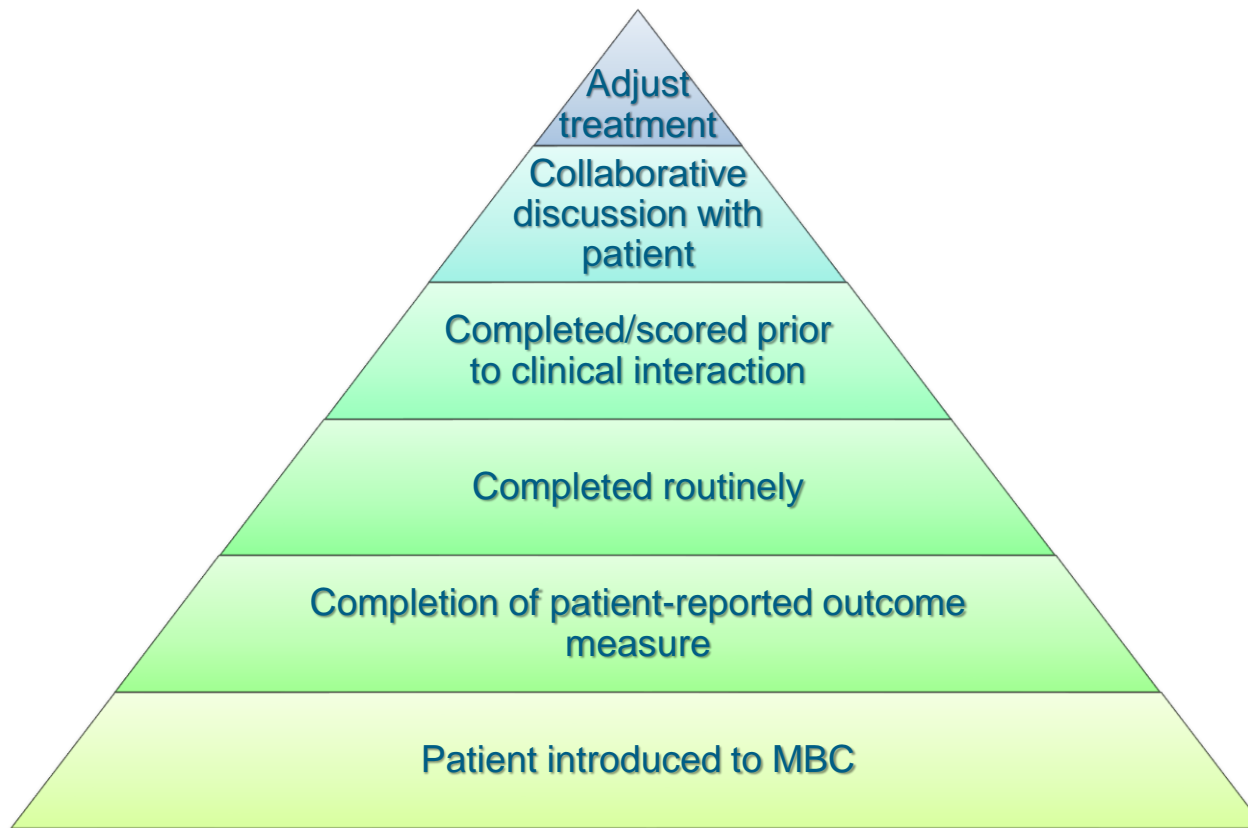 Adjust
treatment
Collaborative
discussion with
patient
Completed/scored prior
to clinical interaction
Completed routinely
Completion of patient-reported outcome
measure
Patient introduced to MBC